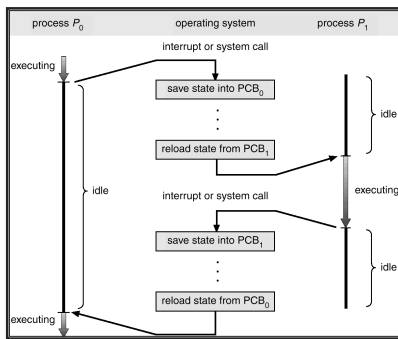 process P0 operating system process P1
interrupt or system call
executing
save state into PCB0
idle
idle
reload state from PCB1
interrupt or system call
executing
save state into PCB1
idle
reload state from PCB0
executing